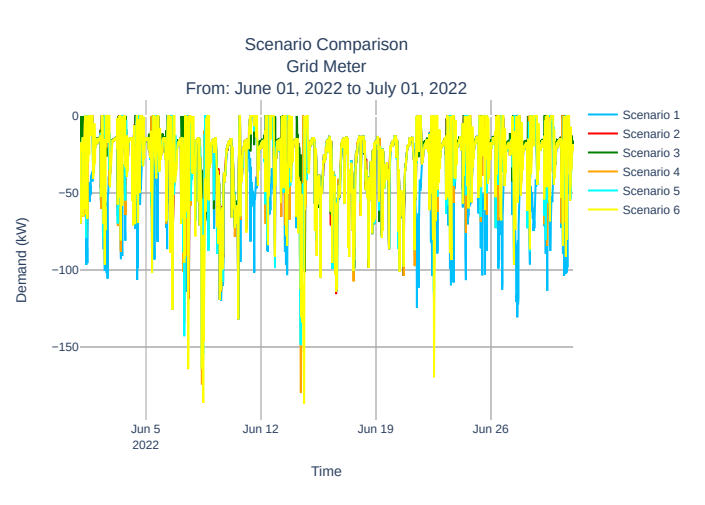 Scenario Comparison
Grid Meter
From: June 01, 2022 to July 01, 2022
0
−50
−100
−150
Demand (kW)
Jun 5
2022
Jun 12
Jun 19
Jun 26
Time
Scenario 1
Scenario 2
Scenario 3
Scenario 4
Scenario 5
Scenario 6